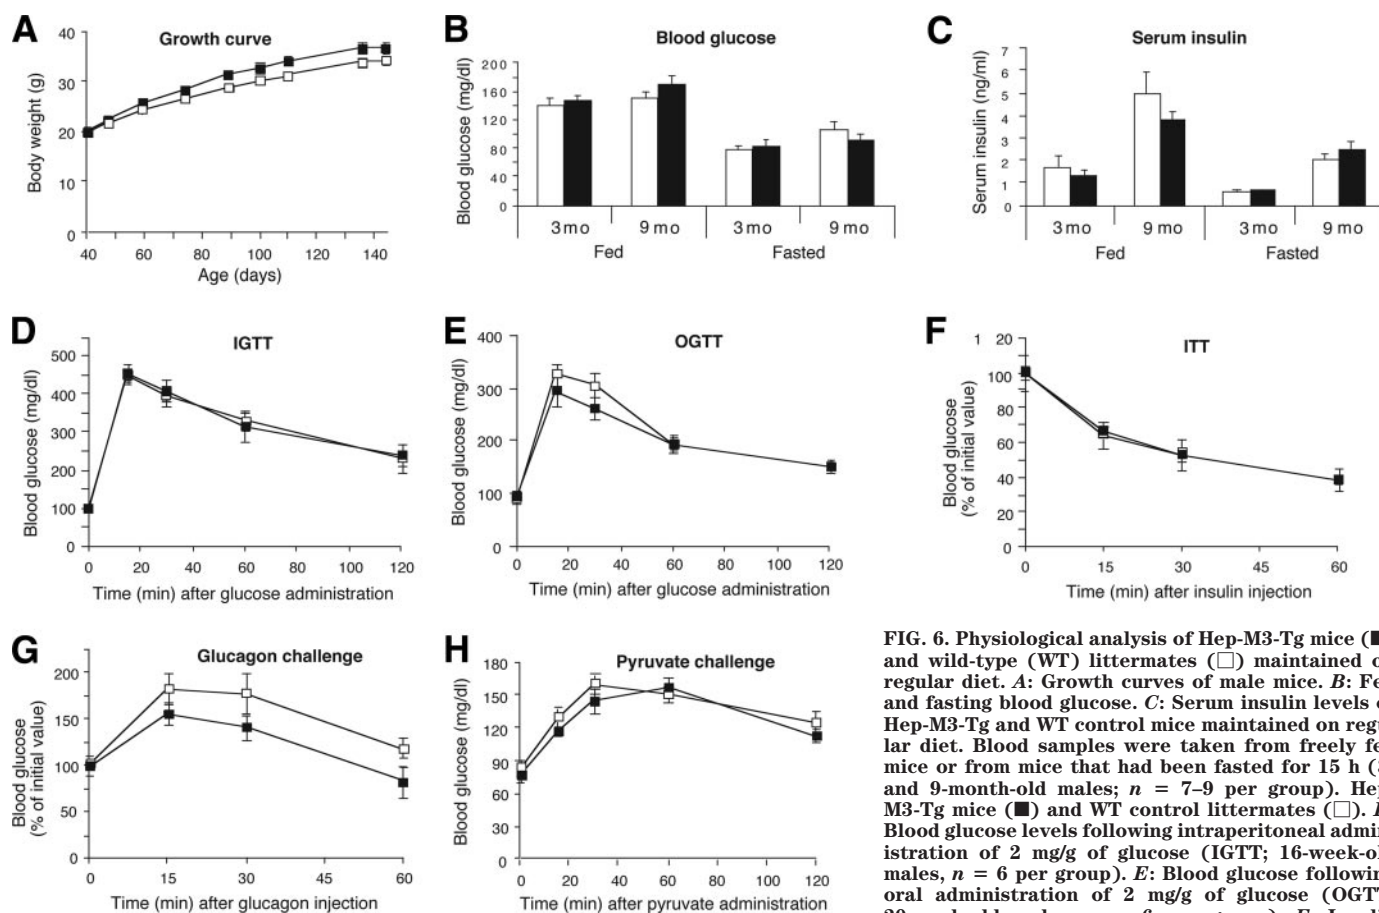 A
Growth curve
Body weight (g)
40
30
20
10
0
40 60 80 100 120 140
Age (days)
B
Blood glucose
Blood glucose (mg/dl)
200
160
120
80
40
0
3 mo 9 mo 3 mo 9 mo
Fed Fasted
C
Serum insulin
Serum insulin (ng/ml)
7
6
5
4
3
2
1
0
3 mo 9 mo 3 mo 9 mo
Fed Fasted
D
IGTT
Blood glucose (mg/dl)
500
400
300
200
100
0
0 20 40 60 80 100 120
Time (min) after glucose administration
E
OGTT
Blood glucose (mg/dl)
400
300
200
100
0
0 20 40 60 80 100 120
Time (min) after glucose administration
F
ITT
Blood glucose
(% of initial value)
1 20
100
80
60
40
20
0
0 15 30 45 60
Time (min) after insulin injection
G
Glucagon challenge
Blood glucose
(% of initial value)
200
150
100
50
0
0 15 30 45 60
Time (min) after glucagon injection
H
Pyruvate challenge
Blood glucose (mg/dl)
180
150
120
90
60
30
0
0 20 40 60 80 100 120
Time (min) after pyruvate administration
FIG. 6. Physiological analysis of Hep-M3-Tg mice (■
and wild-type (WT) littermates (□) maintained o
regular diet. A: Growth curves of male mice. B: Fe
and fasting blood glucose. C: Serum insulin levels o
Hep-M3-Tg and WT control mice maintained on regu
lar diet. Blood samples were taken from freely fe
mice or from mice that had been fasted for 15 h (3
and 9-month-old males; n = 7–9 per group). Hep
M3-Tg mice (■) and WT control littermates (□).
Blood glucose levels following intraperitoneal admin
istration of 2 mg/g of glucose (IGTT; 16-week-ol
males, n = 6 per group). E: Blood glucose followin
oral administration of 2 mg/g of glucose (OGTT